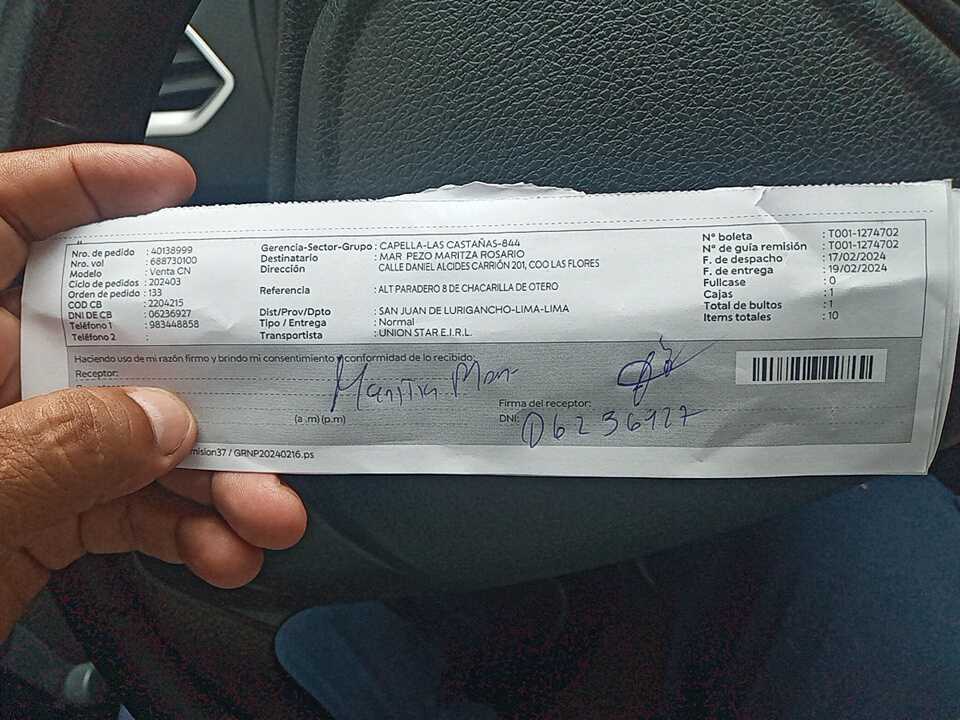 Nro. de pedido : 40138999
Nro. vol : 688730100
Modelo : Venta CN
Ciclo de pedidos : 202403
Orden de pedido : 133
COD CB : 2204215
DNI DE CB : 06236927
Teléfono 1 : 983448858
Teléfono 2 :
Gerencia-Sector-Grupo : CAPELLA-LAS CASTAÑAS-844
Destinatario : MAR PEZO MARITZA ROSARIO
Dirección CALLE DANIEL ALCIDES CARRIÓN 201, COO LAS FLORES
Referencia : ALT PARADERO 8 DE CHACARILLA DE OTERO
Dist/Prov/Dpto : SAN JUAN DE LURIGANCHO-LIMA-LIMA
Tipo / Entrega : Normal
Transportista : UNION STAR E.I.R.L.
N° boleta : T001-1274702
N° de guía remisión : T001-1274702
F. de despacho : 17/02/2024
F. de entrega : 19/02/2024
Fullcase : 0
Cajas : 1
Total de bultos : 1
Items totales : 10
Haciendo uso de mi razón firmo y brindo mi consentimiento y conformidad de lo recibido:
Receptor:
(a .m) (p.m)
Firma del receptor:
DNI: 06236927
mision37 / GRNP20240216.ps